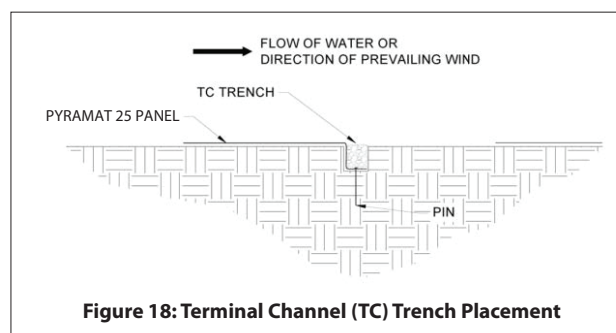 FLOW OF WATER OR
DIRECTION OF PREVAILING WIND
TC TRENCH
PYRAMAT 25 PANEL
PIN
Figure 18: Terminal Channel (TC) Trench Placement